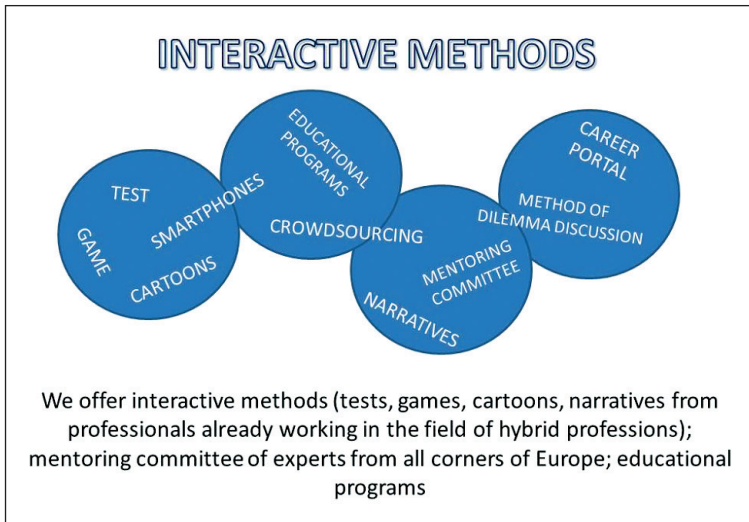 INTERACTIVE METHODS
TEST
GAME
SMARTPHONES
CARTOONS
EDUCATIONAL
PROGRAMS
CROWDSOURCING
MENTORING
COMMITTEE
NARRATIVES
CAREER
PORTAL
METHOD OF
DILEMMA DISCUSSION
We offer interactive methods (tests, games, cartoons, narratives from
professionals already working in the field of hybrid professions);
mentoring committee of experts from all corners of Europe; educational
programs